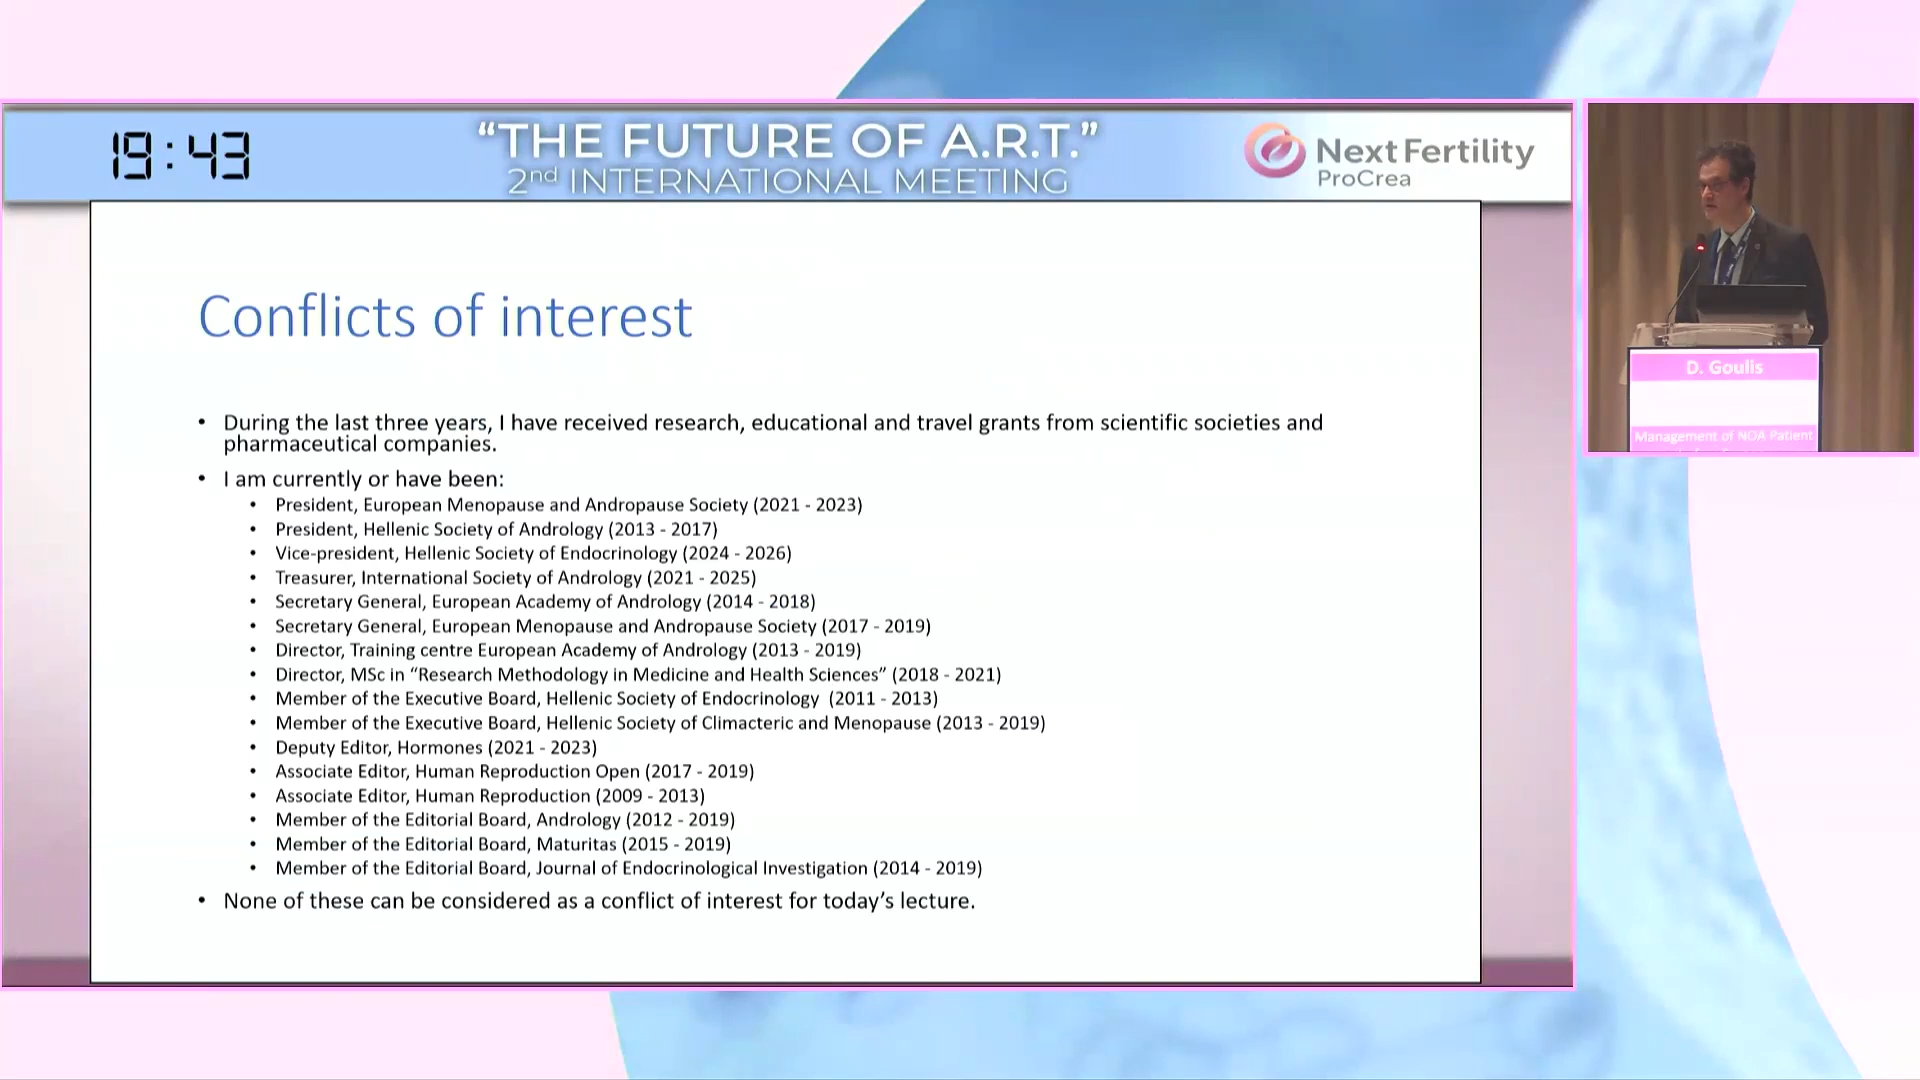 19:43
“THE FUTURE OF A.R.T.”
2nd INTERNATIONAL MEETING
Next Fertility
ProCrea
Conflicts of interest
• During the last three years, I have received research, educational and travel grants from scientific societies and
pharmaceutical companies.
• I am currently or have been:
• President, European Menopause and Andropause Society (2021 - 2023)
• President, Hellenic Society of Andrology (2013 - 2017)
• Vice-president, Hellenic Society of Endocrinology (2024 - 2026)
• Treasurer, International Society of Andrology (2021 - 2025)
• Secretary General, European Academy of Andrology (2014 - 2018)
• Secretary General, European Menopause and Andropause Society (2017 - 2019)
• Director, Training centre European Academy of Andrology (2013 - 2019)
• Director, MSc in “Research Methodology in Medicine and Health Sciences” (2018 - 2021)
• Member of the Executive Board, Hellenic Society of Endocrinology (2011 - 2013)
• Member of the Executive Board, Hellenic Society of Climacteric and Menopause (2013 - 2019)
• Deputy Editor, Hormones (2021 - 2023)
• Associate Editor, Human Reproduction Open (2017 - 2019)
• Associate Editor, Human Reproduction (2009 - 2013)
• Member of the Editorial Board, Andrology (2012 - 2019)
• Member of the Editorial Board, Maturitas (2015 - 2019)
• Member of the Editorial Board, Journal of Endocrinological Investigation (2014 - 2019)
• None of these can be considered as a conflict of interest for today’s lecture.
D. Goulis
Management of NOA Patient